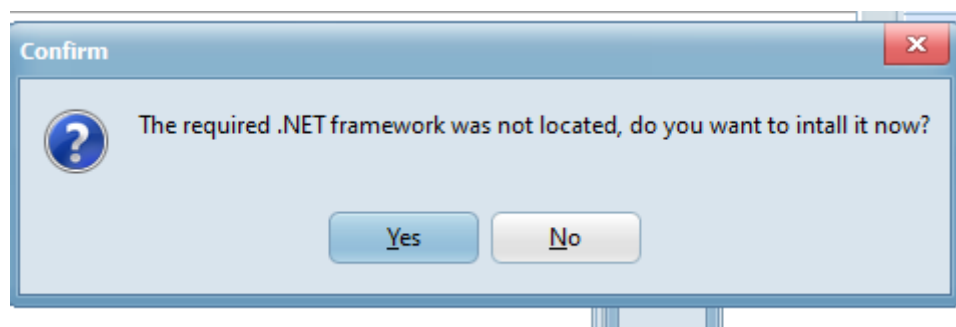 Confirm
The required .NET framework was not located, do you want to intall it now?
Yes
No